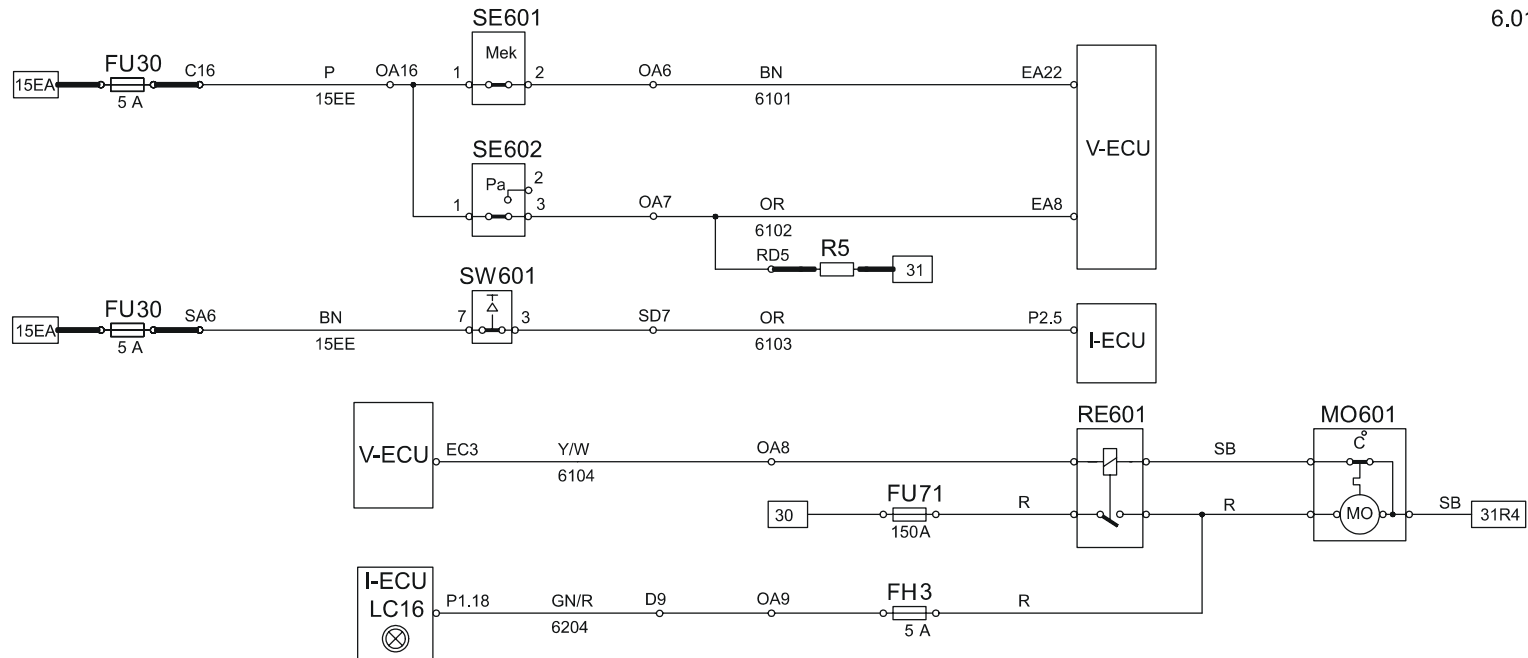 6.01
SE601
Mek
15EA
FU30
5 A
C16
P
15EE
OA16
1
2
OA6
BN
6101
EA22
V-ECU
SE602
Pa
2
1
3
OA7
OR
6102
EA8
RD5
R5
31
SW601
15EA
FU30
5 A
SA6
BN
15EE
7
3
SD7
OR
6103
P2.5
I-ECU
V-ECU
EC3
Y/W
6104
OA8
RE601
SB
MO601
C°
30
FU71
150A
R
R
MO
SB
31R4
I-ECU
LC16
P1.18
GN/R
6204
D9
OA9
FH3
5 A
R